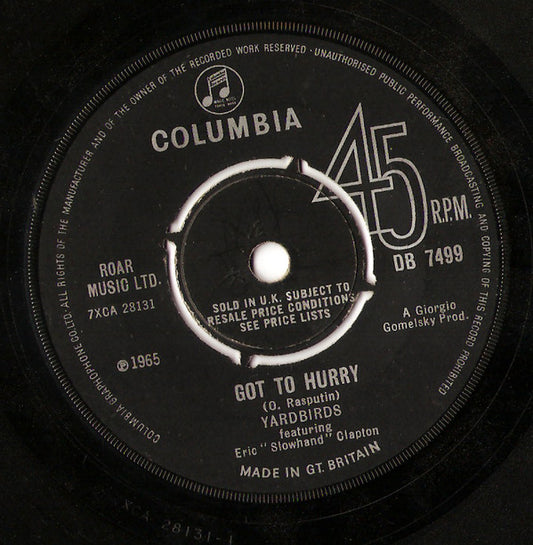 COLUMBIA GRAPHOPHONE CO. LTD. ALL RIGHTS OF THE MANUFACTURER AND OF THE OWNER OF THE RECORDED WORK RESERVED · UNAUTHORISED PUBLIC PERFORMANCE BROADCASTING AND COPYING OF THIS RECORD PROHIBITED
COLUMBIA
45
R.P.M.
DB 7499
ROAR
MUSIC LTD.
7XCA 28131
SOLD IN U.K. SUBJECT TO
RESALE PRICE CONDITIONS
SEE PRICE LISTS
A Giorgio
Gomelsky Prod.
℗ 1965
GOT TO HURRY
(O. Rasputin)
YARDBIRDS
featuring
Eric "Slowhand" Clapton
MADE IN GT. BRITAIN
7XCA 28131-1